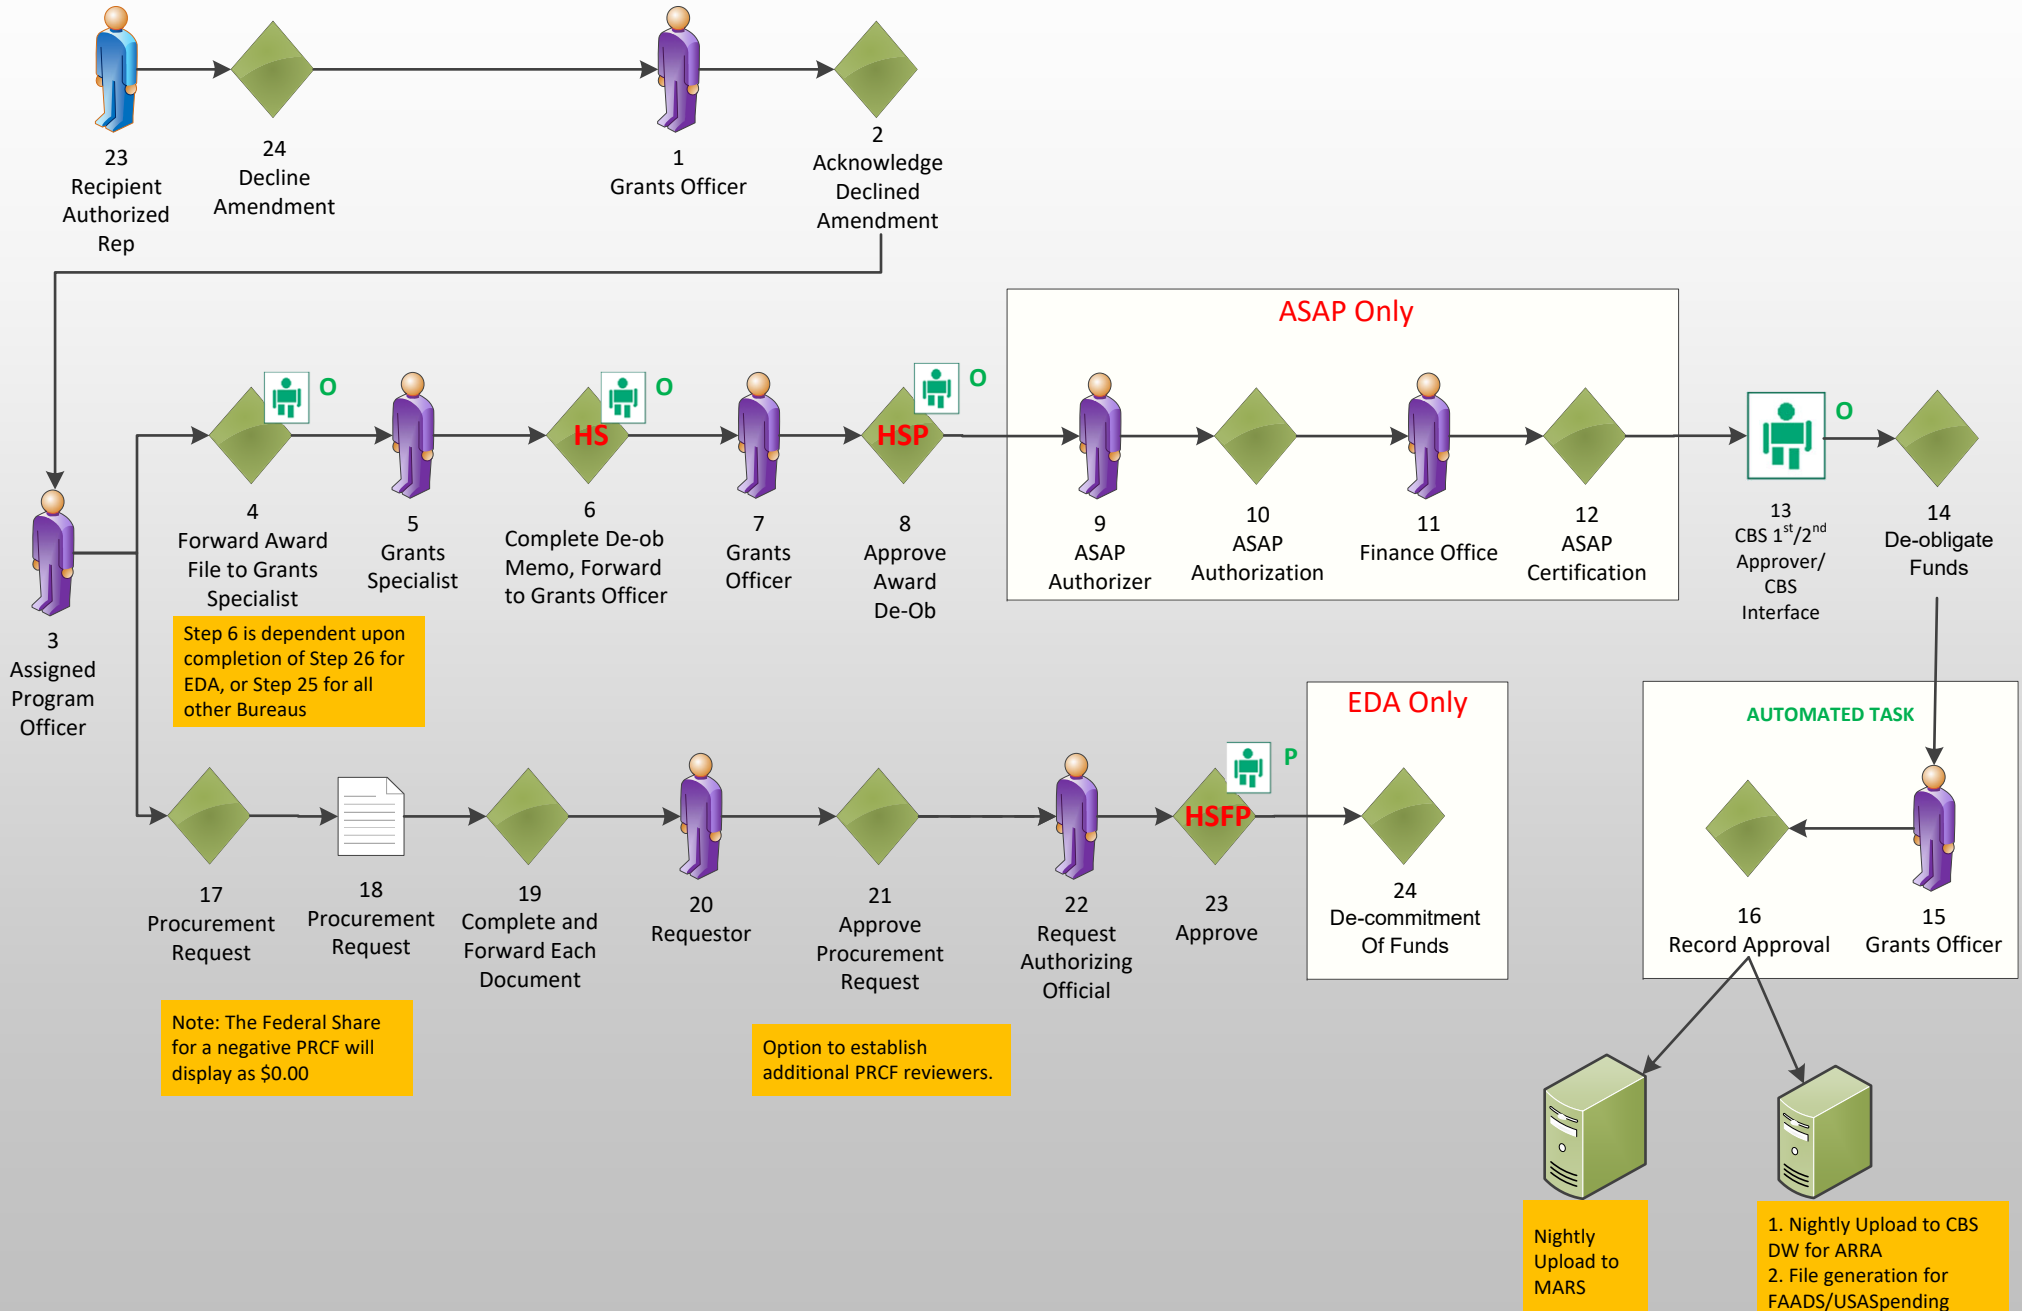 23
Recipient
Authorized
Rep
24
Decline
Amendment
1
Grants Officer
2
Acknowledge
Declined
Amendment
ASAP Only
3
Assigned
Program
Officer
O
4
Forward Award
File to Grants
Specialist
Step 6 is dependent upon
completion of Step 26 for
EDA, or Step 25 for all
other Bureaus
5
Grants
Specialist
O
HS
6
Complete De-ob
Memo, Forward
to Grants Officer
7
Grants
Officer
O
HSP
8
Approve
Award
De-Ob
9
ASAP
Authorizer
10
ASAP
Authorization
11
Finance Office
12
ASAP
Certification
O
13
CBS 1st/2nd
Approver/
CBS
Interface
14
De-obligate
Funds
17
Procurement
Request
Note: The Federal Share
for a negative PRCF will
display as $0.00
18
Procurement
Request
19
Complete and
Forward Each
Document
20
Requestor
21
Approve
Procurement
Request
Option to establish
additional PRCF reviewers.
22
Request
Authorizing
Official
P
HSFP
23
Approve
EDA Only
24
De-commitment
Of Funds
AUTOMATED TASK
16
Record Approval
15
Grants Officer
Nightly
Upload to
MARS
1. Nightly Upload to CBS
DW for ARRA
2. File generation for
FAADS/USASpending